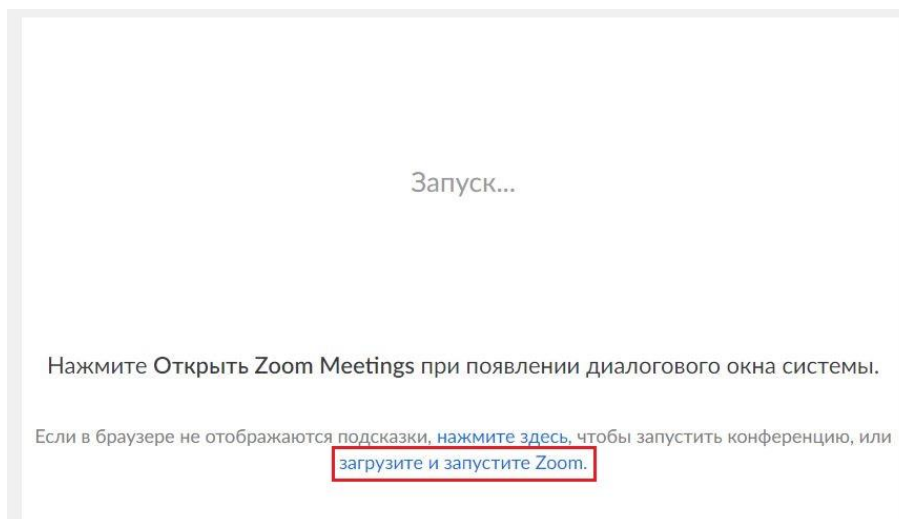 Запуск...
Нажмите Открыть Zoom Meetings при появлении диалогового окна системы.
Если в браузере не отображаются подсказки, нажмите здесь, чтобы запустить конференцию, или
загрузите и запустите Zoom.